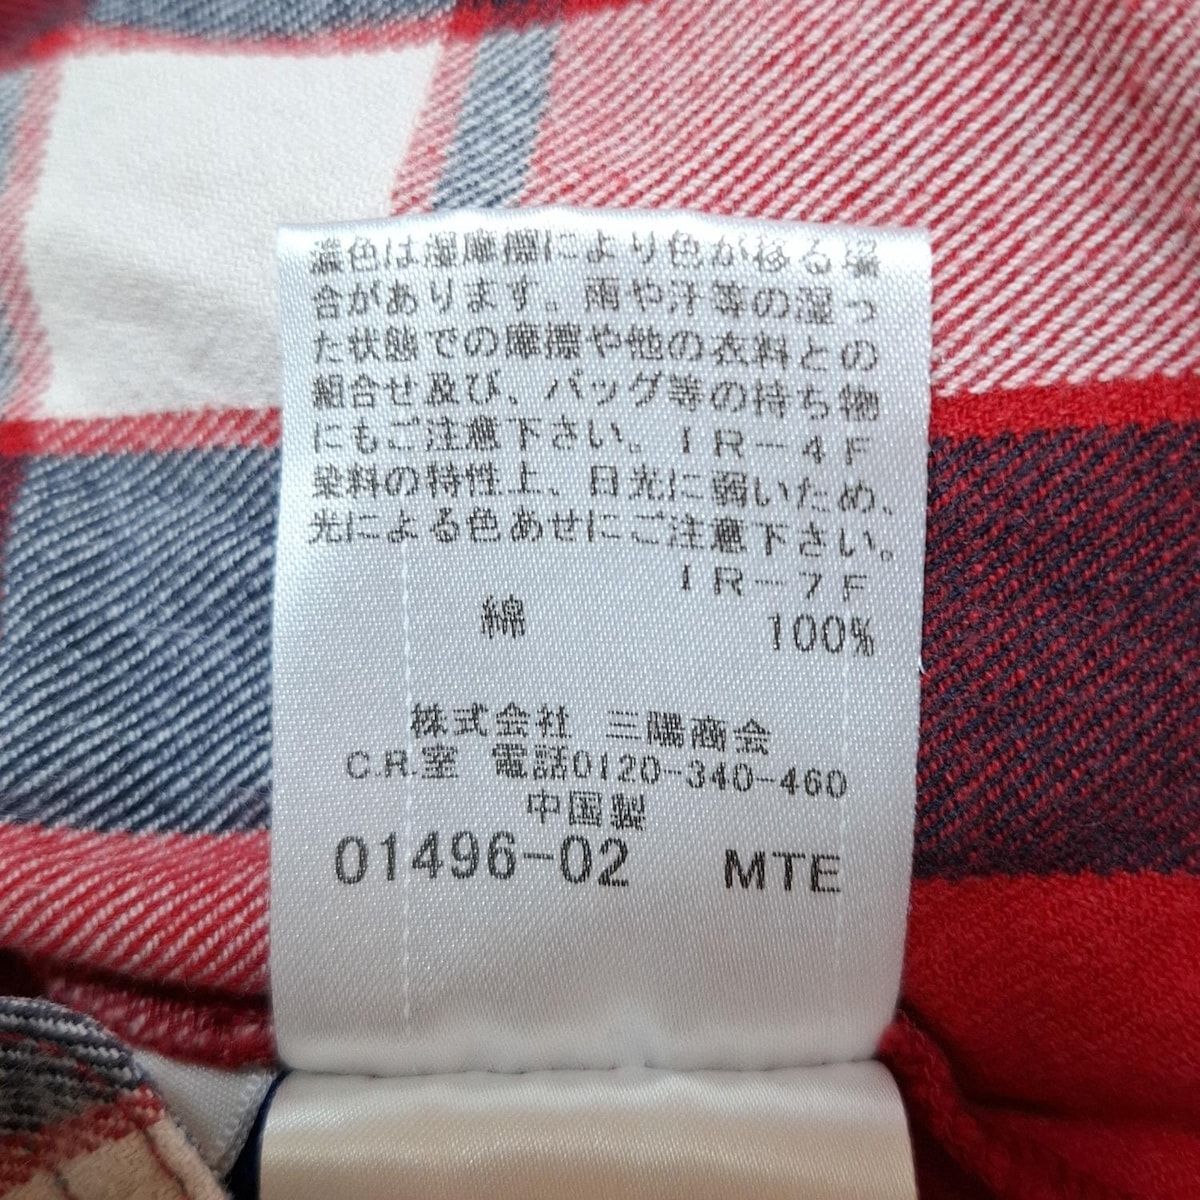 濃色は湿摩擦により色が移る場
合があります。雨や汗等の湿っ
た状態での摩擦や他の衣料との
組合せ及び、バッグ等の持ち物
にもご注意下さい。IR-4F
染料の特性上、日光に弱いため、
光による色あせにご注意下さい。
IR-7F
綿 100%
株式会社 三陽商会
C.R.室 電話0120-340-460
中国製
01496-02 MTE